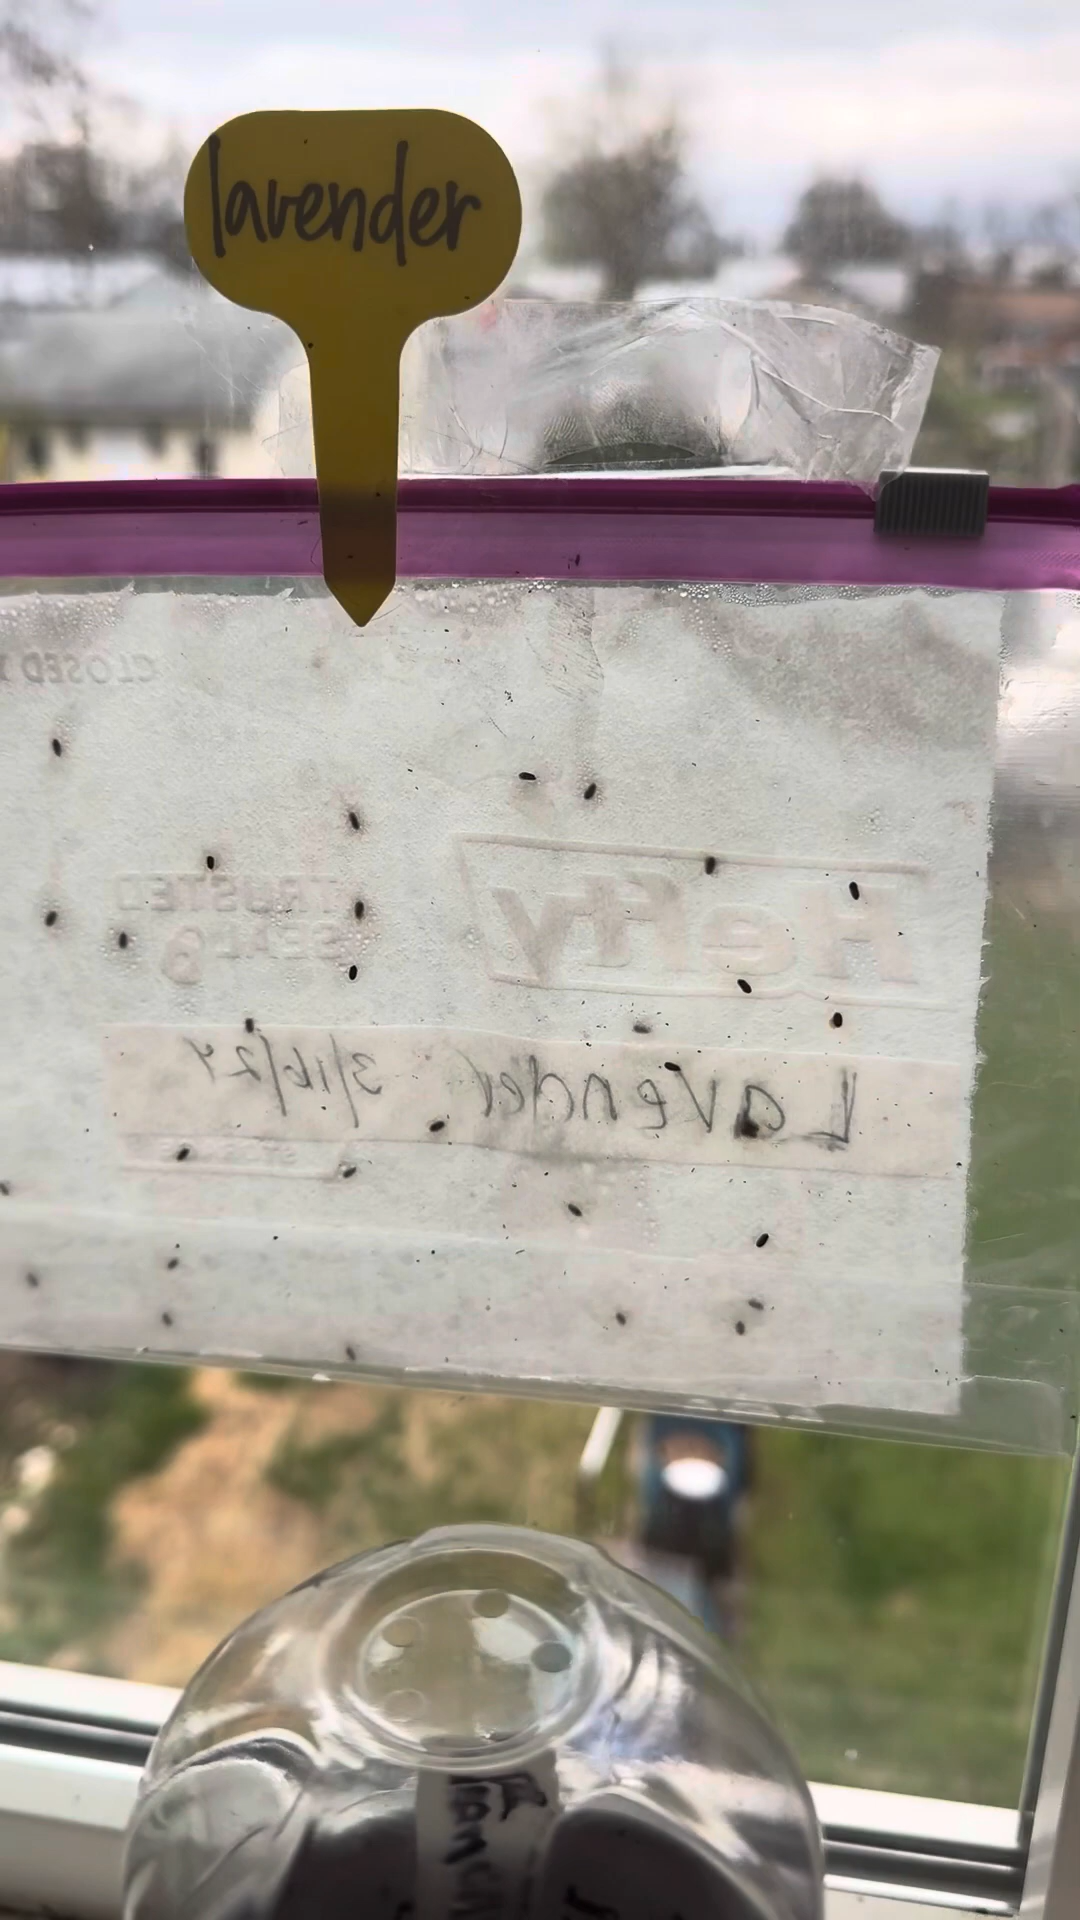 lavender
CLOSED
TRUSTED
SEAL
Hefty
Lavender 3/16/24